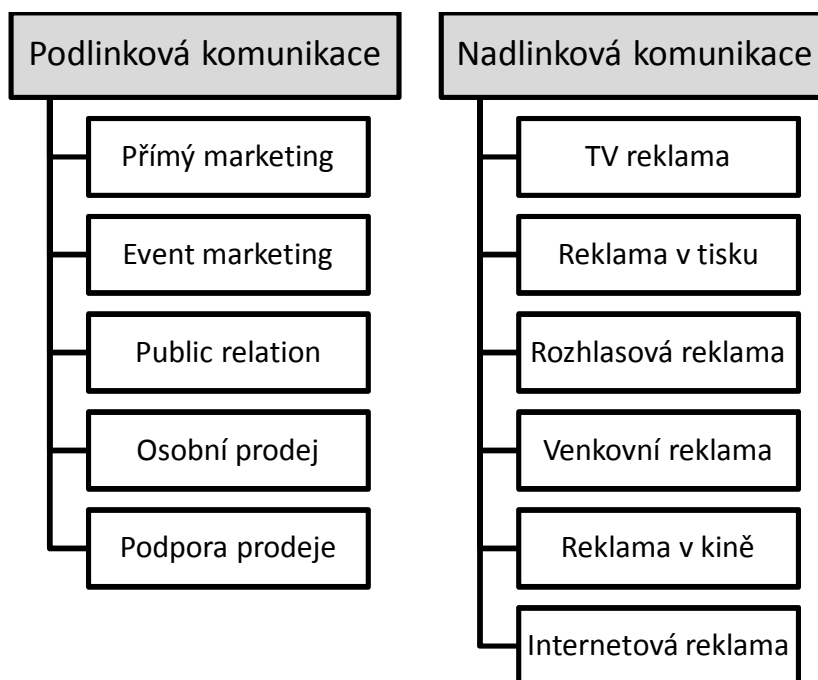 Podlinková komunikace
Přímý marketing
Event marketing
Public relation
Osobní prodej
Podpora prodeje
Nadlinková komunikace
TV reklama
Reklama v tisku
Rozhlasová reklama
Venkovní reklama
Reklama v kině
Internetová reklama